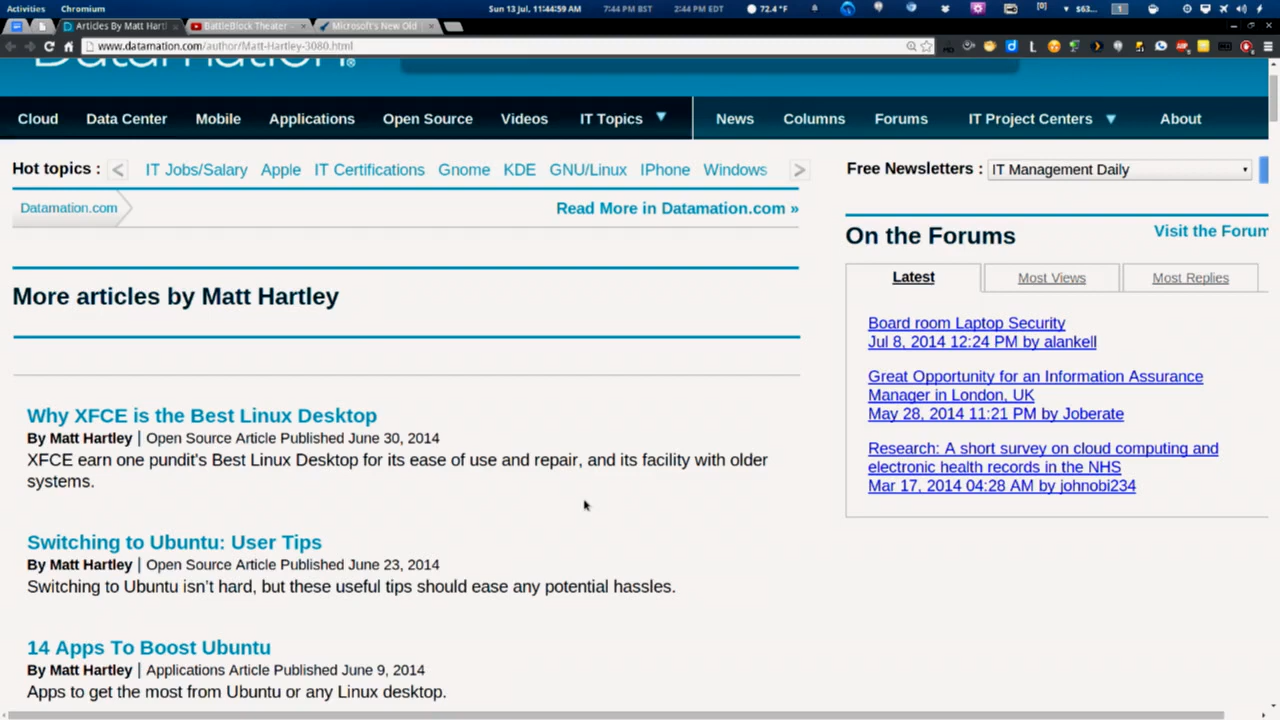 Activities Chromium Sun 13 Jul, 11:44:59 AM 7:44 PM BST 2:44 PM EDT 72.4°F $63...
Articles By Matt Hartl BattleBlock Theater - Microsoft's New Old
www.datamation.com/author/Matt-Hartley-3080.html
Datamation®
Cloud Data Center Mobile Applications Open Source Videos IT Topics News Columns Forums IT Project Centers About
Hot topics : < IT Jobs/Salary Apple IT Certifications Gnome KDE GNU/Linux IPhone Windows >
Free Newsletters : IT Management Daily
Datamation.com
Read More in Datamation.com »
More articles by Matt Hartley
Why XFCE is the Best Linux Desktop
By Matt Hartley | Open Source Article Published June 30, 2014
XFCE earn one pundit's Best Linux Desktop for its ease of use and repair, and its facility with older
systems.
Switching to Ubuntu: User Tips
By Matt Hartley | Open Source Article Published June 23, 2014
Switching to Ubuntu isn't hard, but these useful tips should ease any potential hassles.
14 Apps To Boost Ubuntu
By Matt Hartley | Applications Article Published June 9, 2014
Apps to get the most from Ubuntu or any Linux desktop.
On the Forums
Visit the Forum
Latest Most Views Most Replies
Board room Laptop Security
Jul 8, 2014 12:24 PM by alankell
Great Opportunity for an Information Assurance
Manager in London, UK
May 28, 2014 11:21 PM by Joberate
Research: A short survey on cloud computing and
electronic health records in the NHS
Mar 17, 2014 04:28 AM by johnobi234